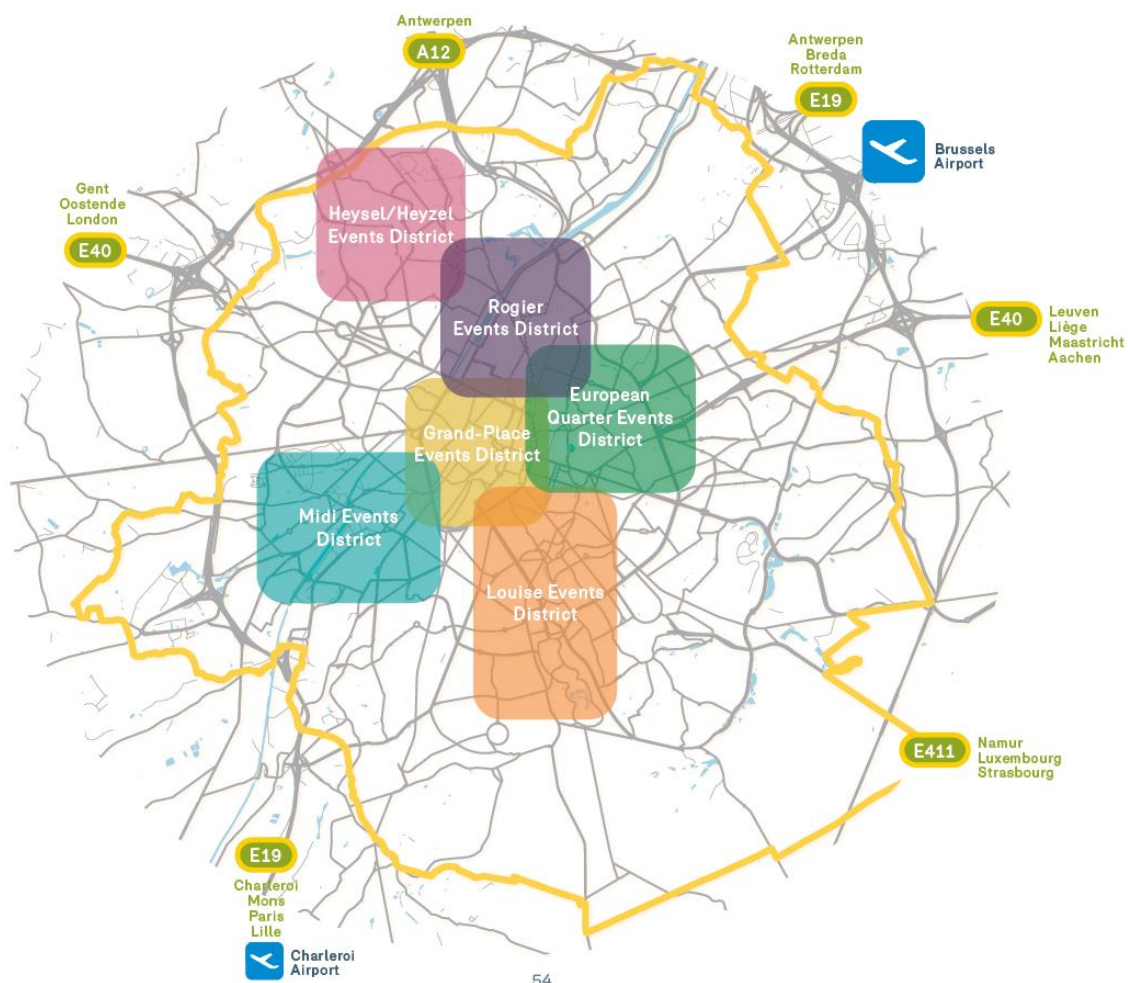 Antwerpen
A12
Antwerpen
Breda
Rotterdam
E19
Brussels
Airport
Gent
Oostende
London
E40
Heysel/Heyzel
Events District
Rogier
Events District
E40
Leuven
Liège
Maastricht
Aachen
European
Quarter Events
District
Grand-Place
Events District
Midi Events
District
Louise Events
District
E411
Namur
Luxembourg
Strasbourg
E19
Charleroi
Mons
Paris
Lille
Charleroi
Airport
54